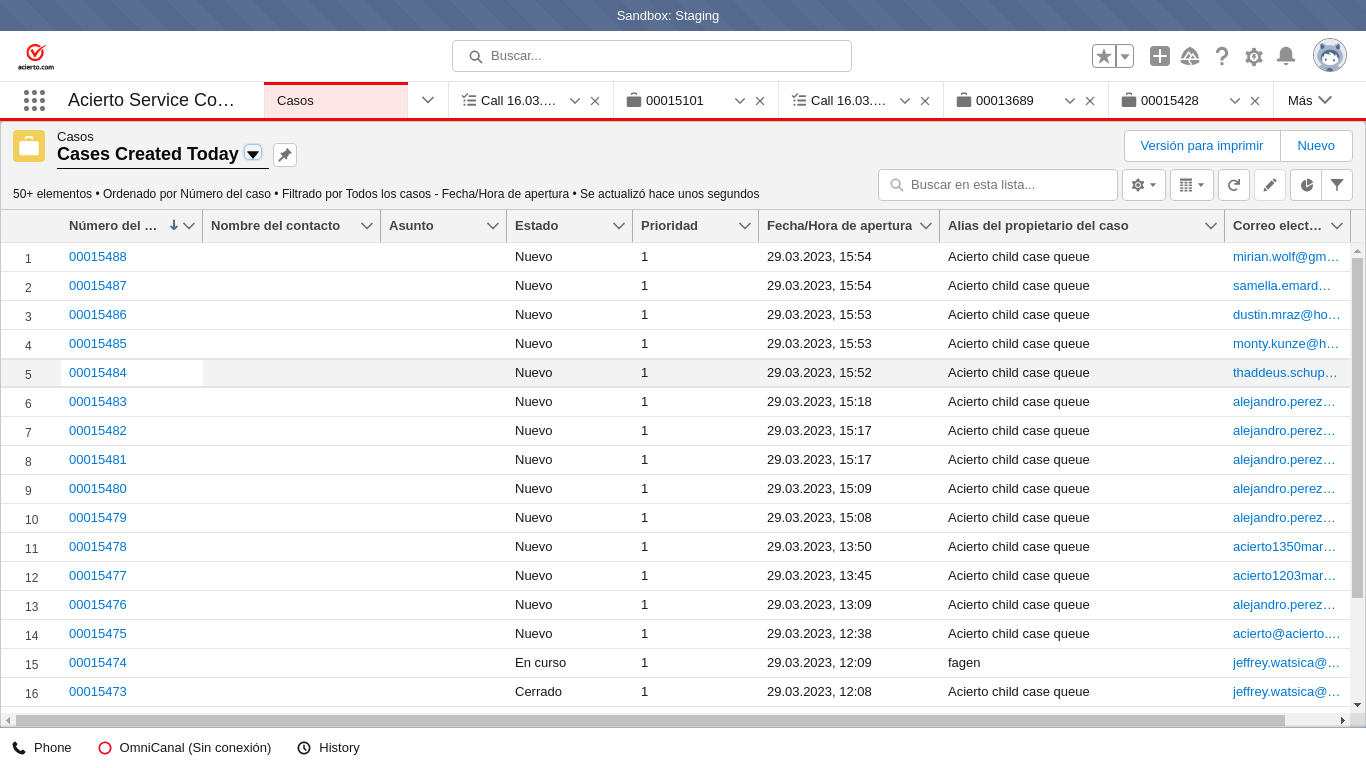 Sandbox: Staging
acierto.com
Buscar...
Acierto Service Co…
Casos
Call 16.03.…
00015101
Call 16.03.…
00013689
00015428
Más
Casos
Cases Created Today
Versión para imprimir
Nuevo
50+ elementos • Ordenado por Número del caso • Filtrado por Todos los casos - Fecha/Hora de apertura • Se actualizó hace unos segundos
Buscar en esta lista...
Número del … Nombre del contacto Asunto Estado Prioridad Fecha/Hora de apertura Alias del propietario del caso Correo elect…
1 00015488 Nuevo 1 29.03.2023, 15:54 Acierto child case queue mirian.wolf@gm…
2 00015487 Nuevo 1 29.03.2023, 15:54 Acierto child case queue samella.emard…
3 00015486 Nuevo 1 29.03.2023, 15:53 Acierto child case queue dustin.mraz@ho…
4 00015485 Nuevo 1 29.03.2023, 15:53 Acierto child case queue monty.kunze@h…
5 00015484 Nuevo 1 29.03.2023, 15:52 Acierto child case queue thaddeus.schup…
6 00015483 Nuevo 1 29.03.2023, 15:18 Acierto child case queue alejandro.perez…
7 00015482 Nuevo 1 29.03.2023, 15:17 Acierto child case queue alejandro.perez…
8 00015481 Nuevo 1 29.03.2023, 15:17 Acierto child case queue alejandro.perez…
9 00015480 Nuevo 1 29.03.2023, 15:09 Acierto child case queue alejandro.perez…
10 00015479 Nuevo 1 29.03.2023, 15:08 Acierto child case queue alejandro.perez…
11 00015478 Nuevo 1 29.03.2023, 13:50 Acierto child case queue acierto1350mar…
12 00015477 Nuevo 1 29.03.2023, 13:45 Acierto child case queue acierto1203mar…
13 00015476 Nuevo 1 29.03.2023, 13:09 Acierto child case queue alejandro.perez…
14 00015475 Nuevo 1 29.03.2023, 12:38 Acierto child case queue acierto@acierto.…
15 00015474 En curso 1 29.03.2023, 12:09 fagen jeffrey.watsica@…
16 00015473 Cerrado 1 29.03.2023, 12:08 Acierto child case queue jeffrey.watsica@…
Phone
OmniCanal (Sin conexión)
History